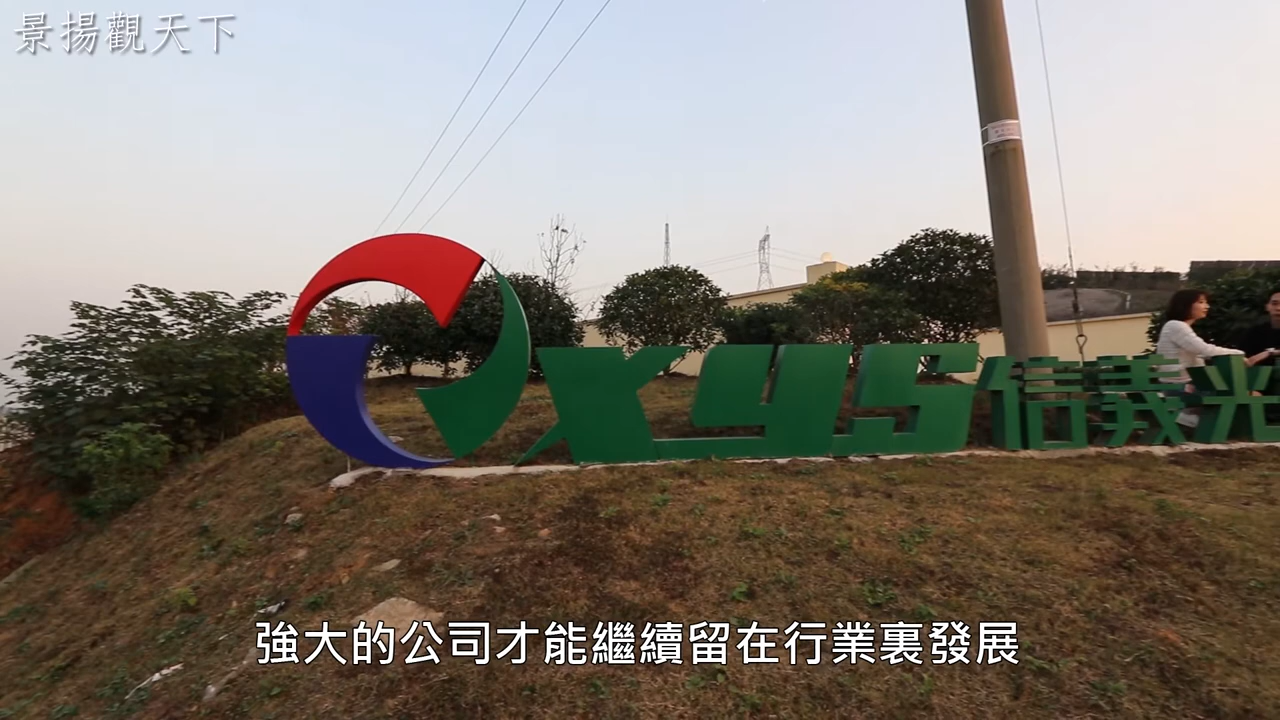 景揚觀天下
xys信義光
強大的公司才能繼續留在行業裏發展